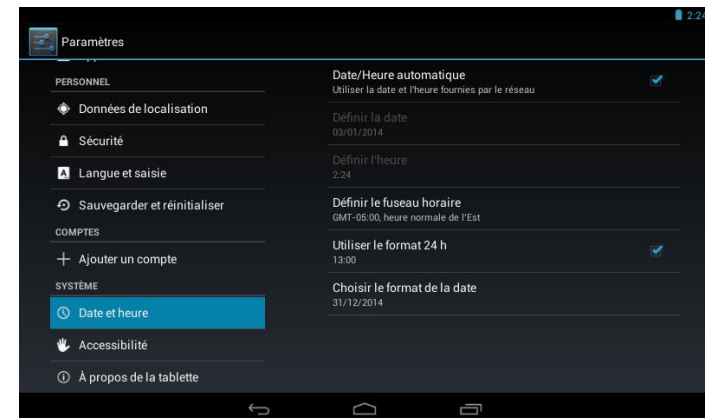 2:24
Paramètres
PERSONNEL
Données de localisation
Sécurité
A Langue et saisie
Sauvegarder et réinitialiser
COMPTES
Ajouter un compte
SYSTÈME
Date et heure
Accessibilité
À propos de la tablette
Date/Heure automatique
Utiliser la date et l'heure fournies par le réseau
Définir la date
03/01/2014
Définir l'heure
2:24
Définir le fuseau horaire
GMT-05:00, heure normale de l'Est
Utiliser le format 24 h
13:00
Choisir le format de la date
31/12/2014